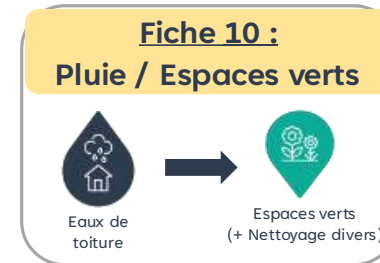 Fiche 10 :
Pluie / Espaces verts
Eaux de
toiture
Espaces verts
(+ Nettoyage divers)